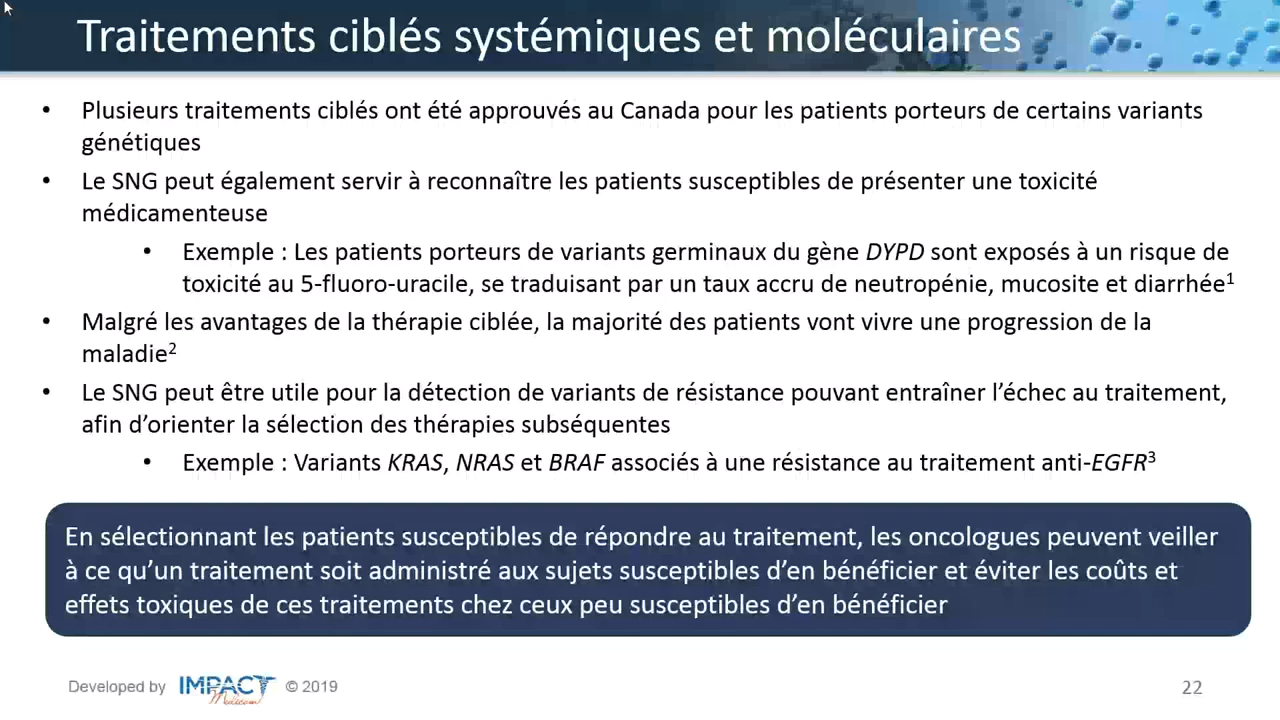 Traitements ciblés systémiques et moléculaires
• Plusieurs traitements ciblés ont été approuvés au Canada pour les patients porteurs de certains variants
génétiques
• Le SNG peut également servir à reconnaître les patients susceptibles de présenter une toxicité
médicamenteuse
• Exemple : Les patients porteurs de variants germinaux du gène DYPD sont exposés à un risque de
toxicité au 5-fluoro-uracile, se traduisant par un taux accru de neutropénie, mucosite et diarrhée¹
• Malgré les avantages de la thérapie ciblée, la majorité des patients vont vivre une progression de la
maladie²
• Le SNG peut être utile pour la détection de variants de résistance pouvant entraîner l’échec au traitement,
afin d’orienter la sélection des thérapies subséquentes
• Exemple : Variants KRAS, NRAS et BRAF associés à une résistance au traitement anti-EGFR³
En sélectionnant les patients susceptibles de répondre au traitement, les oncologues peuvent veiller
à ce qu’un traitement soit administré aux sujets susceptibles d’en bénéficier et éviter les coûts et
effets toxiques de ces traitements chez ceux peu susceptibles d’en bénéficier
Developed by IMPACT Medicom © 2019
22